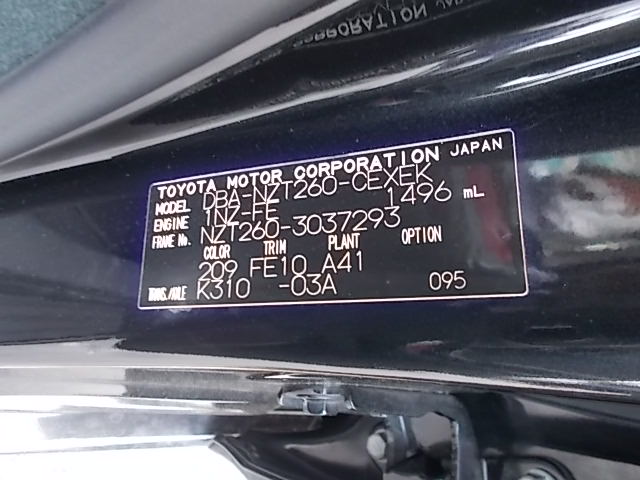 TOYOTA MOTOR CORPORATION JAPAN
MODEL DBA-NZT260-CEXEK
ENGINE 1NZ-FE 1496 mL
FRAME No. NZT260-3037293
COLOR TRIM PLANT OPTION
209 FE10 A41
TRANS./AXLE K310 -03A 095